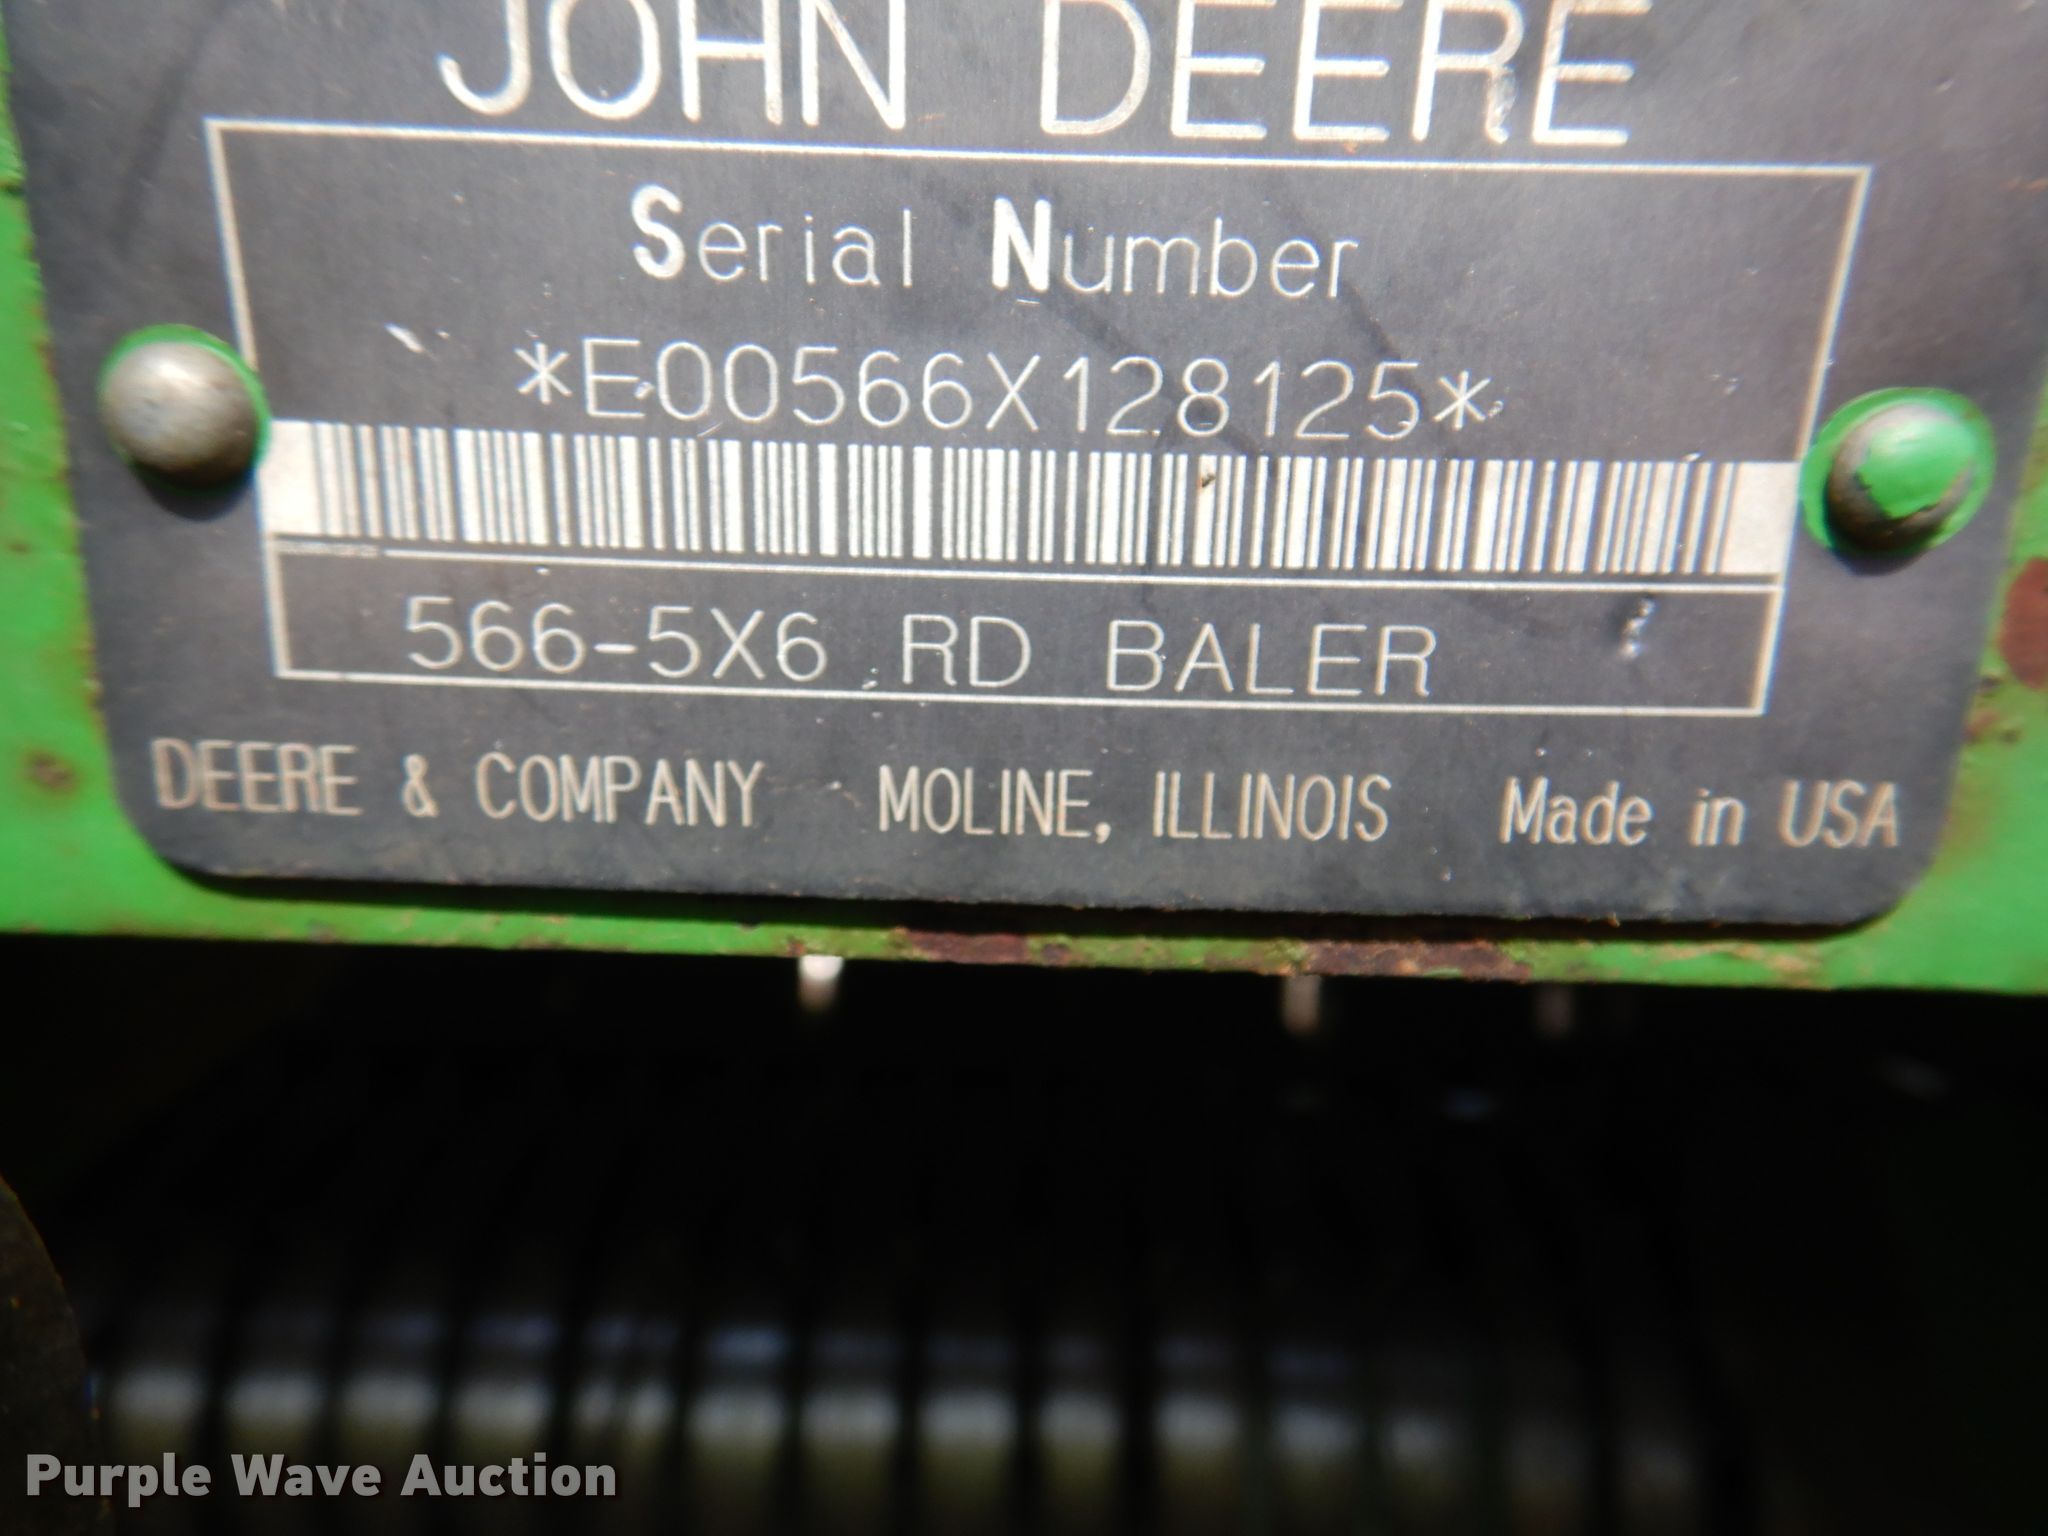 JOHN DEERE
Serial Number
*E00566X128125*
566-5X6 RD BALER
DEERE & COMPANY MOLINE, ILLINOIS Made in USA
Purple Wave Auction